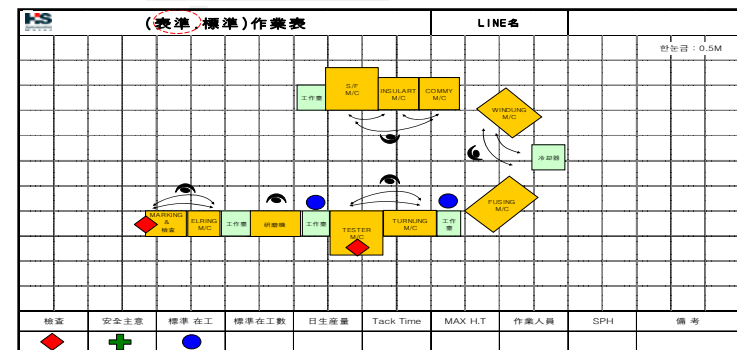 HS
(表準,標準)作業表
LINE名
한눈금 : 0.5M
工作臺
S/F
M/C
INSULART
M/C
COMMY
M/C
WINDUNG
M/C
冷却器
FUSING
M/C
MARKING
&
檢査
ELRING
M/C
工作臺
硏磨機
工作臺
TESTER
M/C
TURNUNG
M/C
工作
臺
檢査
安全主意
標準 在工
標準在工數
日生産量
Tack Time
MAX H.T
作業人員
SPH
備 考